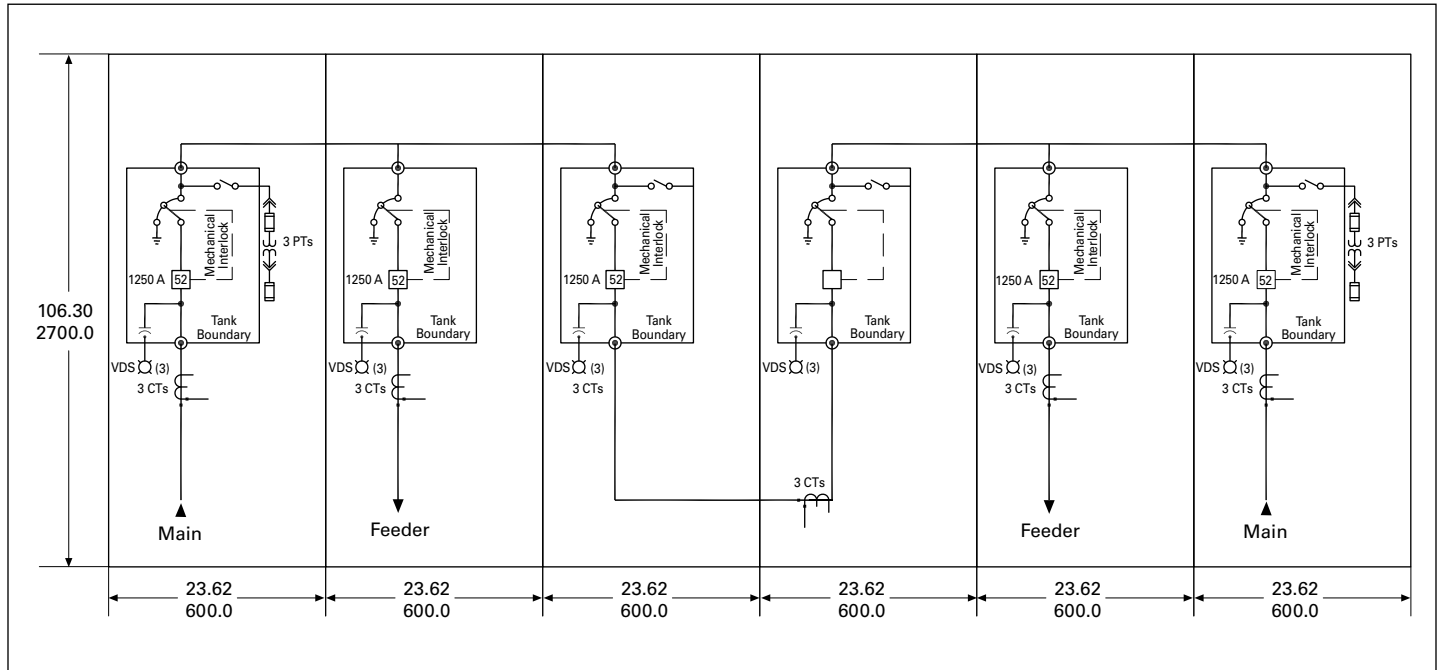 106.30
2700.0
Mechanical
Interlock
3 PTs
1250 A
52
Tank
Boundary
VDS
(3)
3 CTs
Main
Mechanical
Interlock
1250 A
52
Tank
Boundary
VDS
(3)
3 CTs
Feeder
Mechanical
Interlock
1250 A
52
Tank
Boundary
VDS
(3)
3 CTs
Tank
Boundary
VDS
(3)
3 CTs
Mechanical
Interlock
1250 A
52
Tank
Boundary
VDS
(3)
3 CTs
Feeder
Mechanical
Interlock
3 PTs
1250 A
52
Tank
Boundary
VDS
(3)
3 CTs
Main
23.62
600.0
23.62
600.0
23.62
600.0
23.62
600.0
23.62
600.0
23.62
600.0